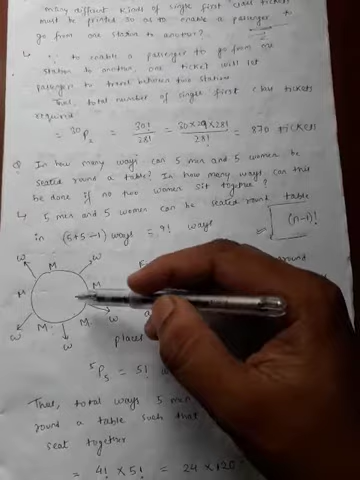 many different kinds of single first class tickets
must be printed so as to enable a passenger to
go from one station to another?
↳ ∵ to enable a passenger to go from one
station to another, one ticket will let
passenger to travel between two station
Thus, total number of single first class tickets
required
= ³⁰P₂ = 30!/28! = 30×29×28!/28! = 870 tickets
Q In how many ways can 5 men and 5 women be
seated round a table? In how many ways can this
be done if no two women sit together?
↳ 5 men and 5 women can be seated round table
in (5+5-1) ways = 9! ways (n-1)!
W W
M
M M
round
W M M W
W
places
⁵P₅ = 5!
Thus, total ways 5 men
round a table such that
seat together
= 4! × 5! = 24 × 120